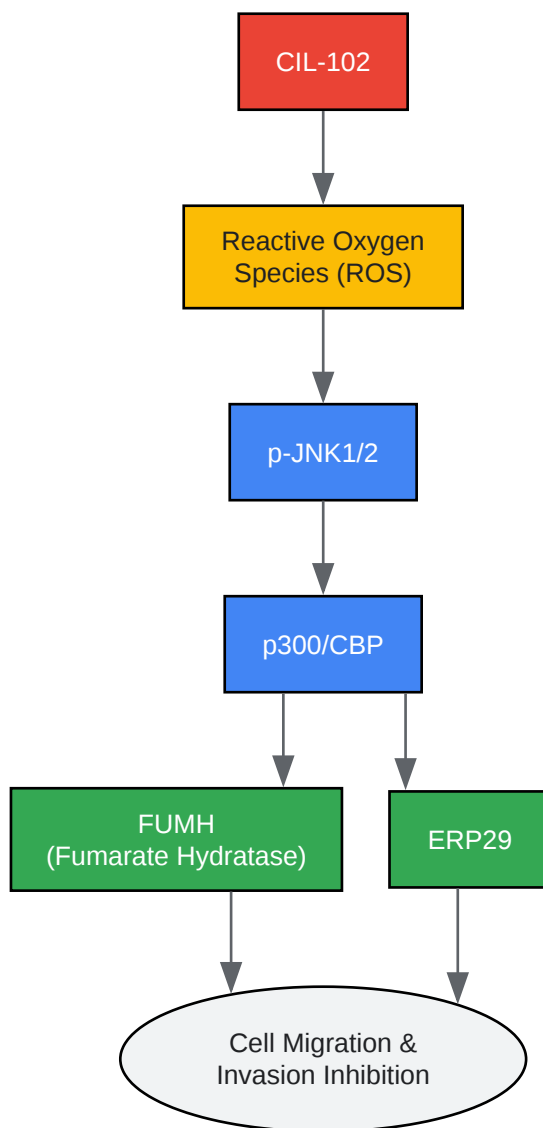 CIL-102
Reactive Oxygen
Species (ROS)
p-JNK1/2
p300/CBP
FUMH
(Fumarate Hydratase)
ERP29
Cell Migration &
Invasion Inhibition